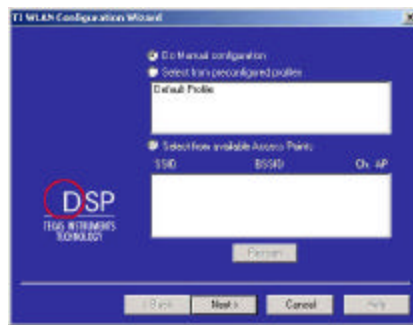 TI WLAN Configuration Wizard
Do Manual configuration
Select from preconfigured profiles
Default Profile
Select from available Access Points
SSID BSSID Ch. AP
DSP
TEXAS INSTRUMENTS
TECHNOLOGY
Rescan
< Back Next > Cancel Help